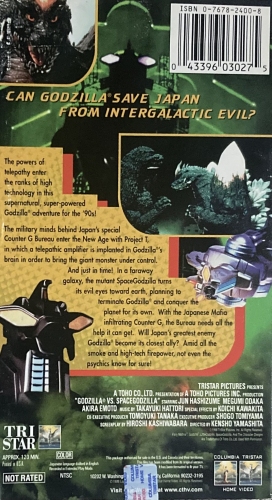 ISBN 0-7678-2400-8
0 43396 03027 5
CAN GODZILLA® SAVE JAPAN
FROM INTERGALACTIC EVIL?
The powers of
telepathy enter
the ranks of high
technology in this
supernatural, super-powered
Godzilla® adventure for the '90s!
The military minds behind Japan's special
Counter G Bureau enter the New Age with Project T,
in which a telepathic amplifier is implanted in Godzilla®'s
brain in order to bring the giant monster under control.
And just in time! In a faraway
galaxy, the mutant SpaceGodzilla turns
its evil eyes toward earth, planning to
terminate Godzilla® and conquer the
planet for its own. With the Japanese Mafia
infiltrating Counter G, the Bureau needs all the
help it can get. Will Japan's greatest enemy
Godzilla® become its closest ally? Amid all the
smoke and high-tech firepower, not even the
psychics know for sure!
TRISTAR PICTURES PRESENTS
A TOHO CO. LTD. PRESENTATION OF A TOHO PICTURES INC. PRODUCTION
"GODZILLA VS. SPACEGODZILLA" STARRING JUN HASHIZUME MEGUMI ODAKA
AKIRA EMOTO MUSIC BY TAKAYUKI HATTORI SPECIAL EFFECTS BY KOICHI KAWAKITA
CO-EXECUTIVE PRODUCER TOMOYUKI TANAKA PRODUCED BY SHOGO TOMIYAMA
SCREENPLAY BY HIROSHI KASHIWABARA DIRECTED BY KENSHO YAMASHITA
TRI
STAR
APPROX. 123 MIN.
NOT RATED
COLOR
NTSC
www.cthv.com
COLUMBIA TRISTAR
HOME VIDEO